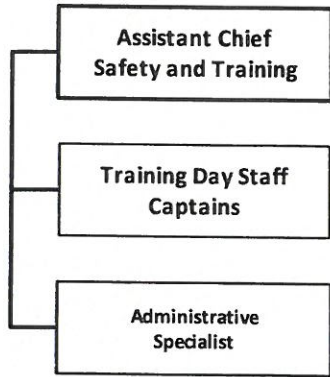 Assistant Chief
Safety and Training
Training Day Staff
Captains
Administrative
Specialist